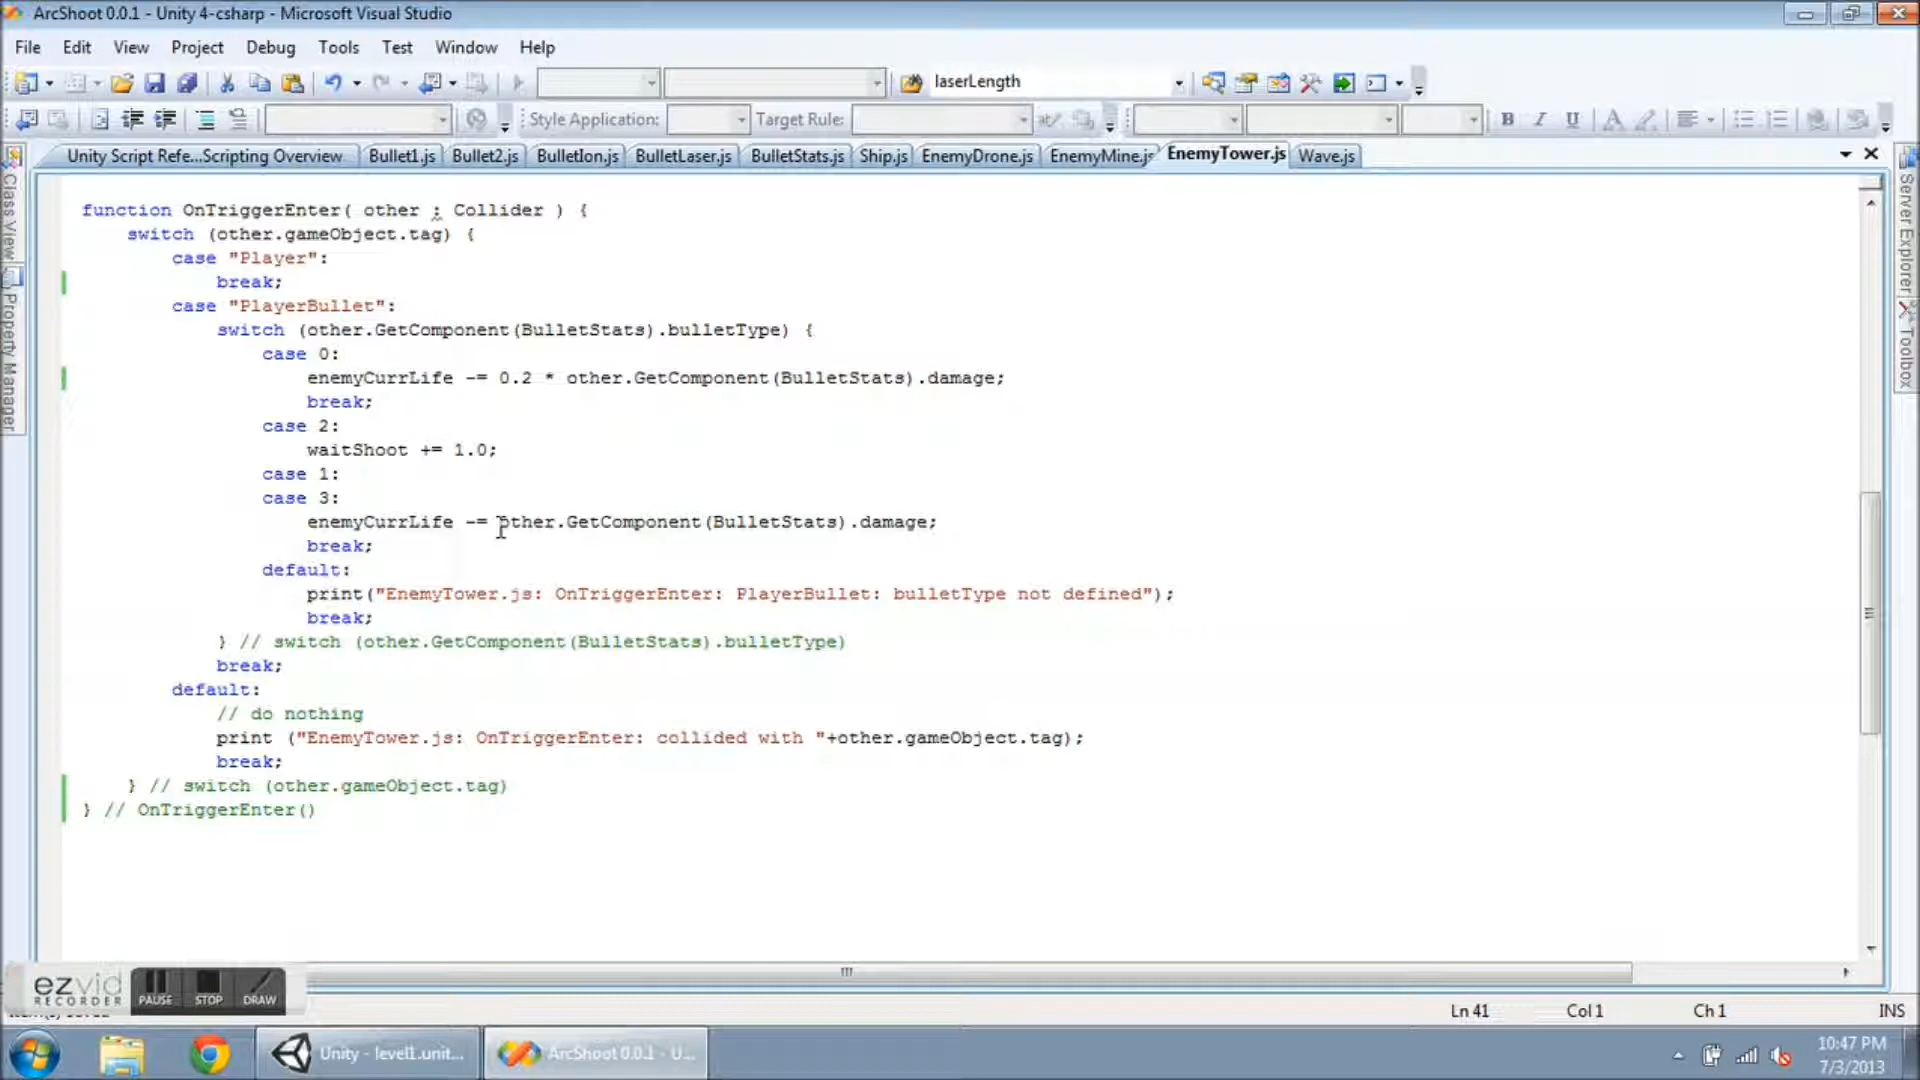 ArcShoot 0.0.1 - Unity 4-csharp - Microsoft Visual Studio
File Edit View Project Debug Tools Test Window Help
laserLength
Style Application: Target Rule: B I U
Unity Script Refe...Scripting Overview Bullet1.js Bullet2.js BulletIon.js BulletLaser.js BulletStats.js Ship.js EnemyDrone.js EnemyMine.js EnemyTower.js Wave.js
Class View
Property Manager
Server Explorer
Toolbox
function OnTriggerEnter( other : Collider ) {
switch (other.gameObject.tag) {
case "Player":
break;
case "PlayerBullet":
switch (other.GetComponent(BulletStats).bulletType) {
case 0:
enemyCurrLife -= 0.2 * other.GetComponent(BulletStats).damage;
break;
case 2:
waitShoot += 1.0;
case 1:
case 3:
enemyCurrLife -= other.GetComponent(BulletStats).damage;
break;
default:
print("EnemyTower.js: OnTriggerEnter: PlayerBullet: bulletType not defined");
break;
} // switch (other.GetComponent(BulletStats).bulletType)
break;
default:
// do nothing
print ("EnemyTower.js: OnTriggerEnter: collided with "+other.gameObject.tag);
break;
} // switch (other.gameObject.tag)
} // OnTriggerEnter()
ezvid
RECORDER
PAUSE STOP DRAW
Ln 41 Col 1 Ch 1 INS
Unity - level1.unit... ArcShoot 0.0.1 - U...
10:47 PM
7/3/2013